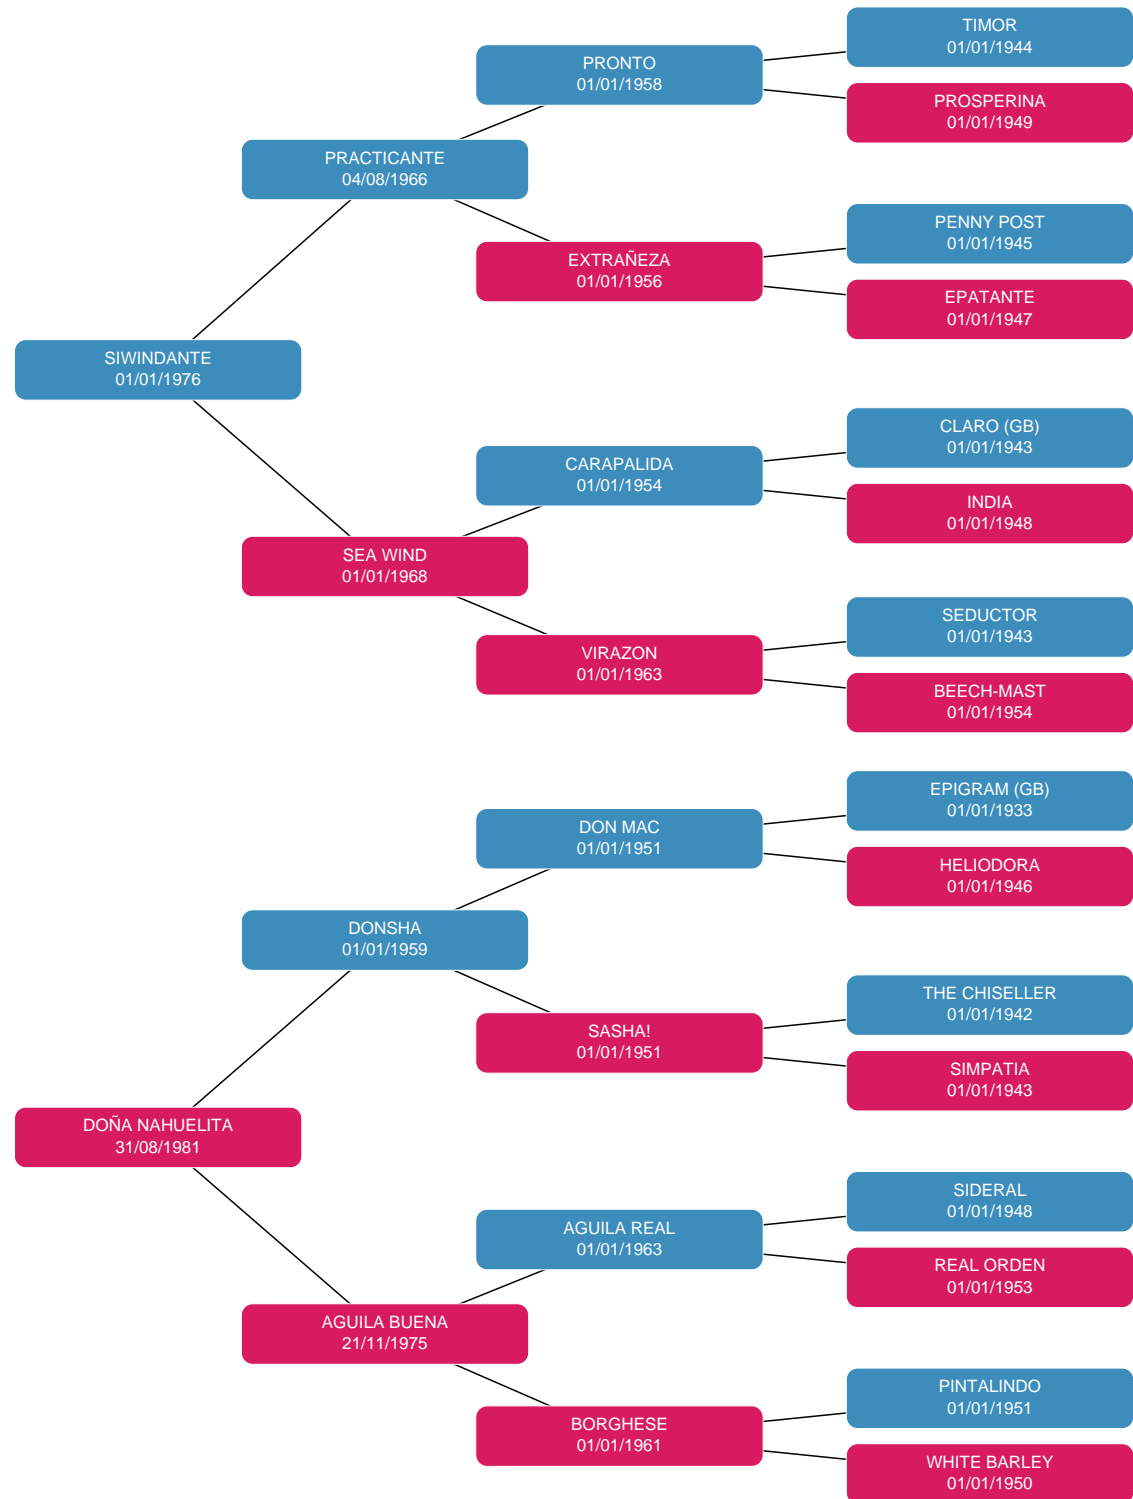 TIMOR
01/01/1944
PRONTO
01/01/1958
PROSPERINA
01/01/1949
PRACTICANTE
04/08/1966
PENNY POST
01/01/1945
EXTRAÑEZA
01/01/1956
EPATANTE
01/01/1947
SIWINDANTE
01/01/1976
CLARO (GB)
01/01/1943
CARAPALIDA
01/01/1954
INDIA
01/01/1948
SEA WIND
01/01/1968
SEDUCTOR
01/01/1943
VIRAZON
01/01/1963
BEECH-MAST
01/01/1954
EPIGRAM (GB)
01/01/1933
DON MAC
01/01/1951
HELIODORA
01/01/1946
DONSHA
01/01/1959
THE CHISELLER
01/01/1942
SASHA!
01/01/1951
SIMPATIA
01/01/1943
DOÑA NAHUELITA
31/08/1981
SIDERAL
01/01/1948
AGUILA REAL
01/01/1963
REAL ORDEN
01/01/1953
AGUILA BUENA
21/11/1975
PINTALINDO
01/01/1951
BORGHESE
01/01/1961
WHITE BARLEY
01/01/1950